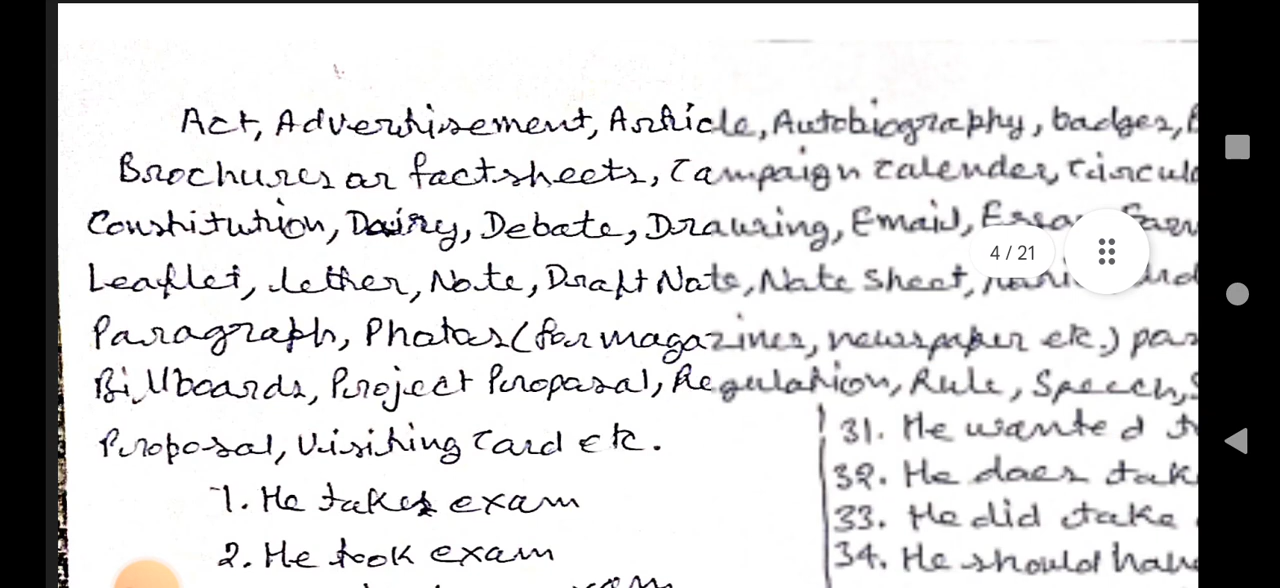 Act, Advertisement, Article, Autobiography, badges,
Brochures or factsheets, Campaign calender,
Constitution, Dairy, Debate, Drawing, Email,
4 / 21
Leaflet, letter, Note, Draft Note, Note Sheet,
Paragraph, Photos (for magazines, newspaper etc.)
Billboards, Project Proposal, Regulation, Rule, Speech,
Proposal, Visiting Card etc.
1. He takes exam
2. He took exam
31. He wanted
32. He does take
33. He did take
34. He should have